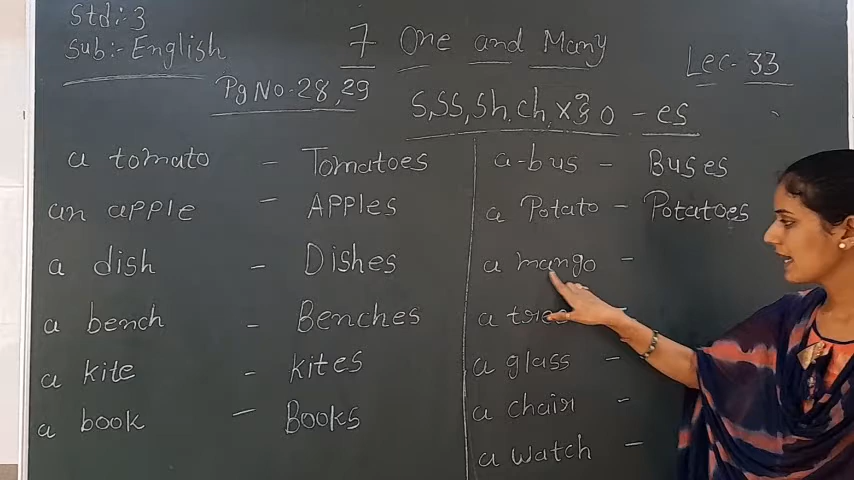 Std:-3
Sub:- English
7 One and Many
Lec-33
Pg No-28,29
S,SS,Sh,ch,x,z,o - es
a tomato - Tomatoes
an apple - Apples
a dish - Dishes
a bench - Benches
a kite - kites
a book - Books
a-bus - Buses
a Potato - Potatoes
a mango -
a tree -
a glass -
a chair -
a watch -